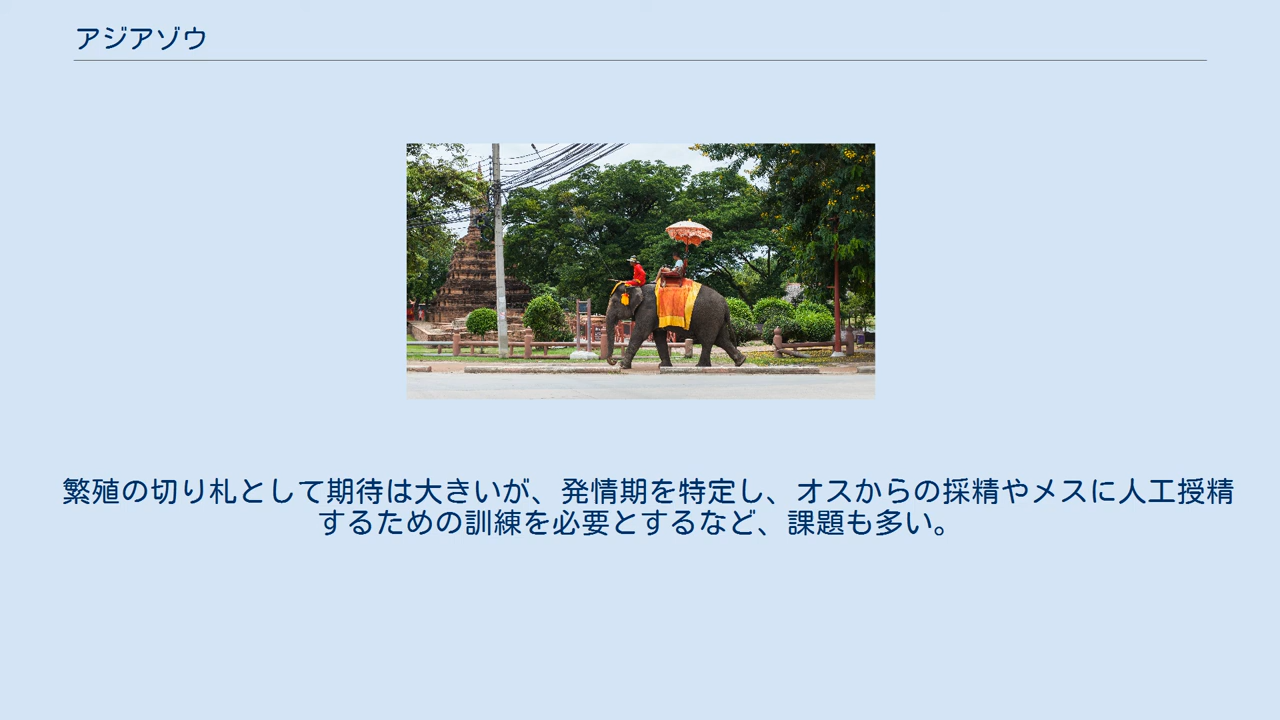 アジアゾウ
繁殖の切り札として期待は大きいが、発情期を特定し、オスからの採精やメスに人工授精
するための訓練を必要とするなど、課題も多い。